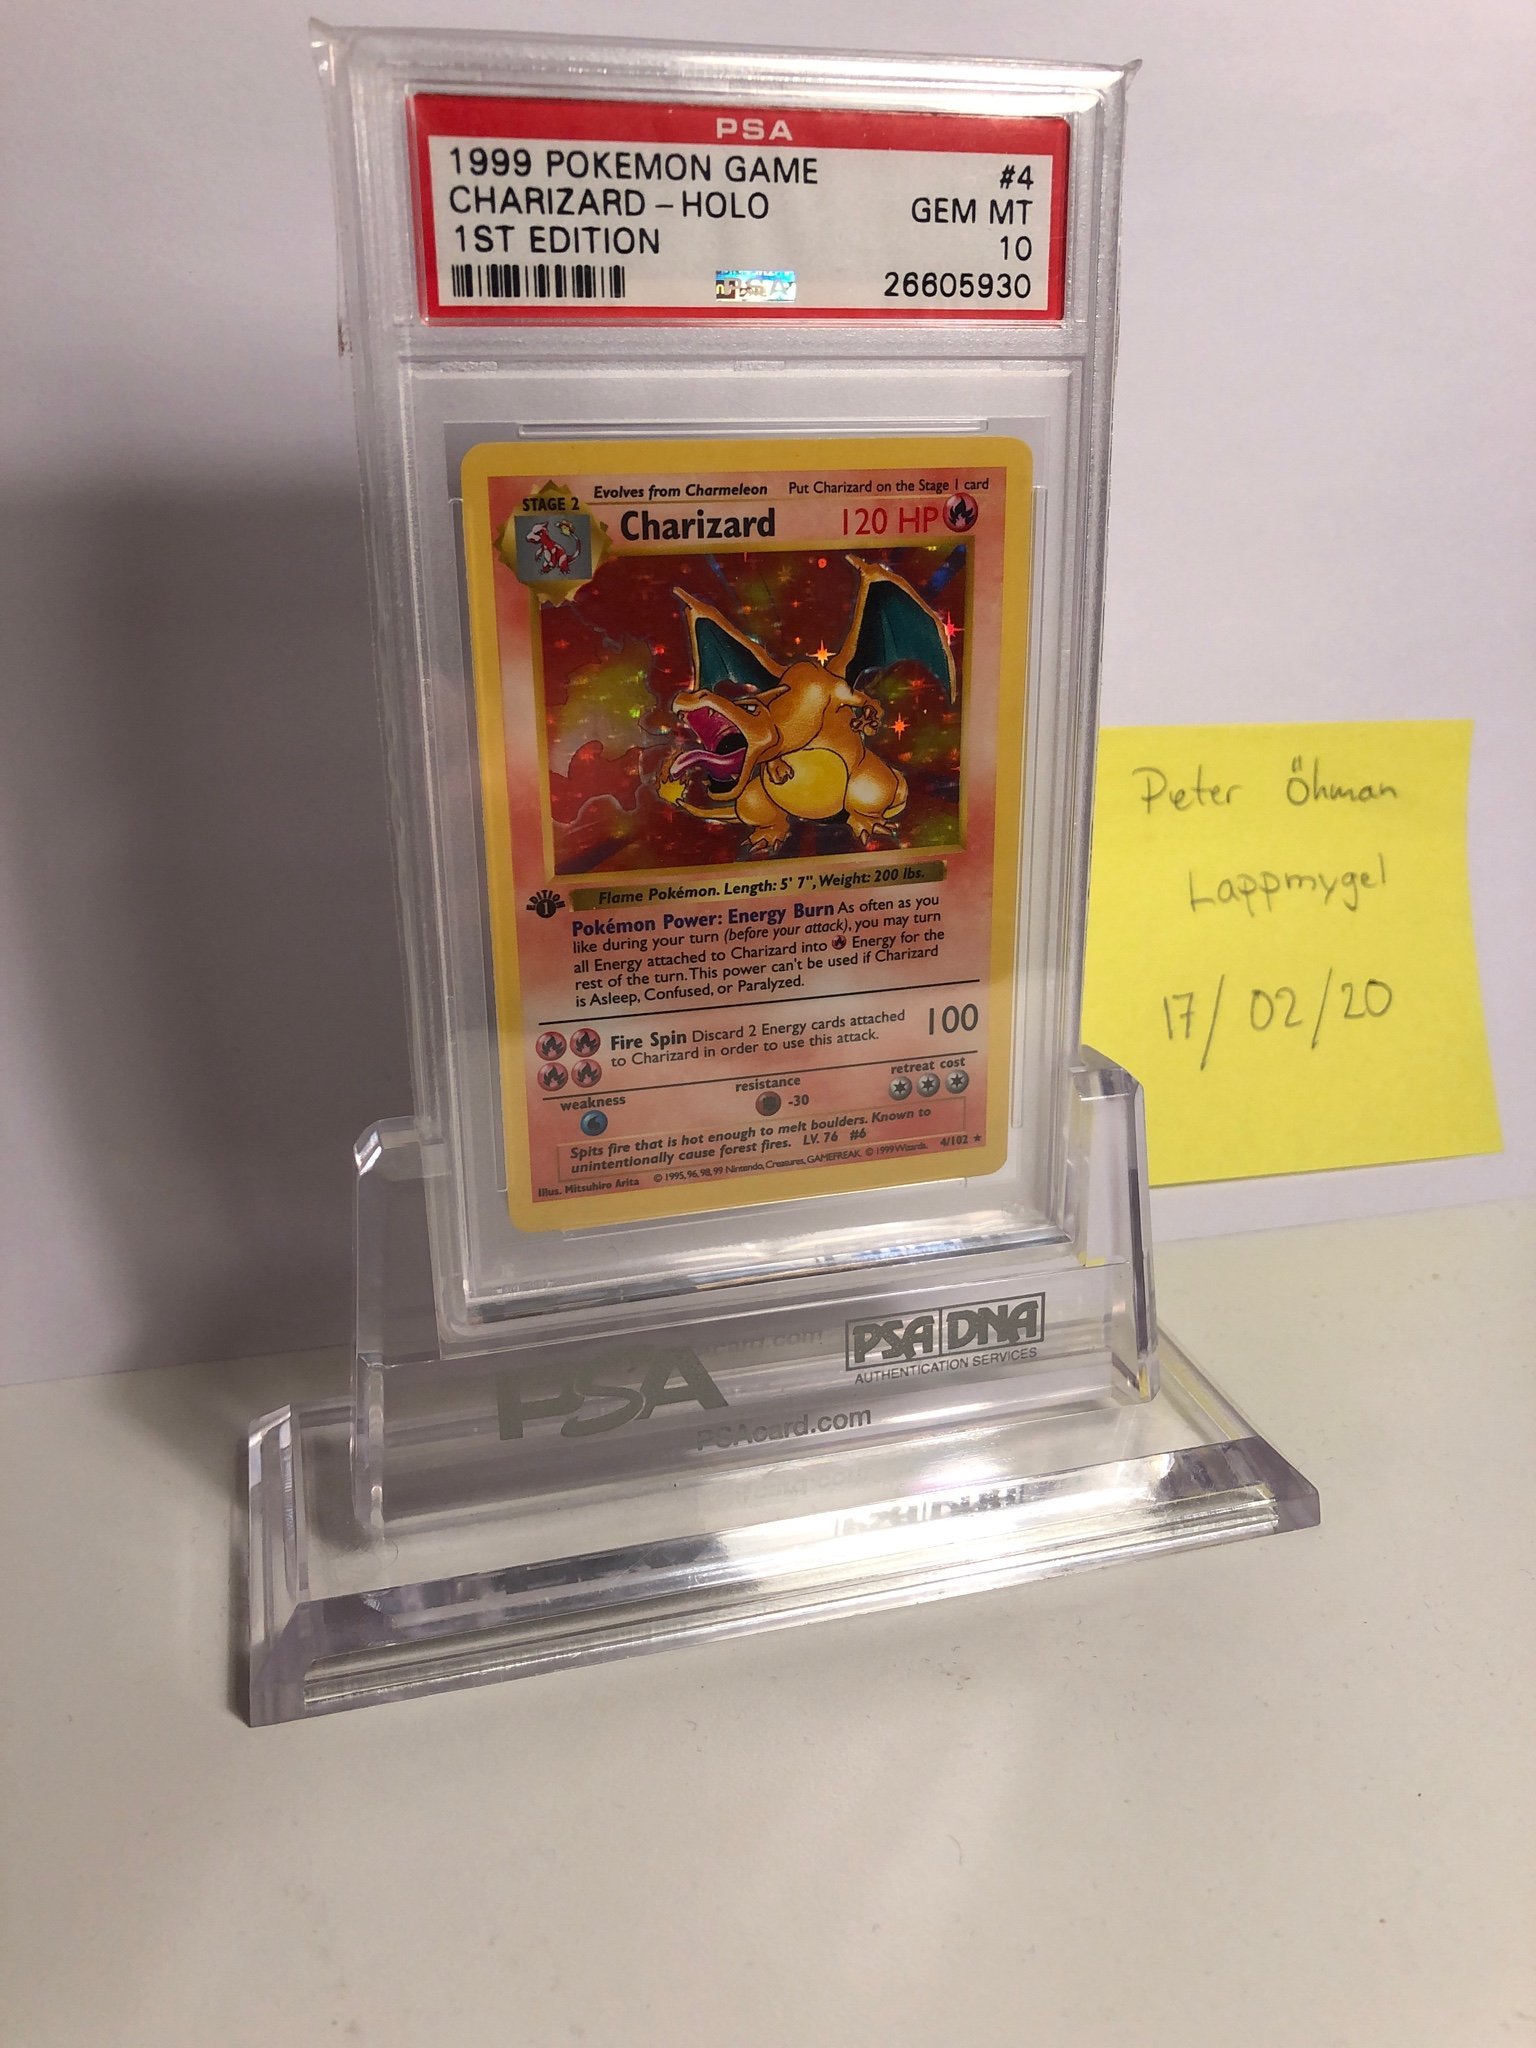 PSA
1999 POKEMON GAME #4
CHARIZARD – HOLO GEM MT
1ST EDITION 10
26605930
STAGE 2
Evolves from Charmeleon Put Charizard on the Stage 1 card
Charizard 120 HP
Flame Pokémon. Length: 5' 7", Weight: 200 lbs.
EDITION
1
Pokémon Power: Energy Burn As often as you
like during your turn (before your attack), you may turn
all Energy attached to Charizard into Energy for the
rest of the turn. This power can't be used if Charizard
is Asleep, Confused, or Paralyzed.
Fire Spin Discard 2 Energy cards attached
to Charizard in order to use this attack. 100
weakness resistance retreat cost
-30
Spits fire that is hot enough to melt boulders. Known to
unintentionally cause forest fires. LV. 76 #6
Illus. Mitsuhiro Arita © 1995, 96, 98, 99 Nintendo, Creatures, GAMEFREAK. © 1999 Wizards. 4/102 ★
Peter Öhman
Lappmygel
17/02/20
PSA
PSA DNA
AUTHENTICATION SERVICES
PSAcard.com